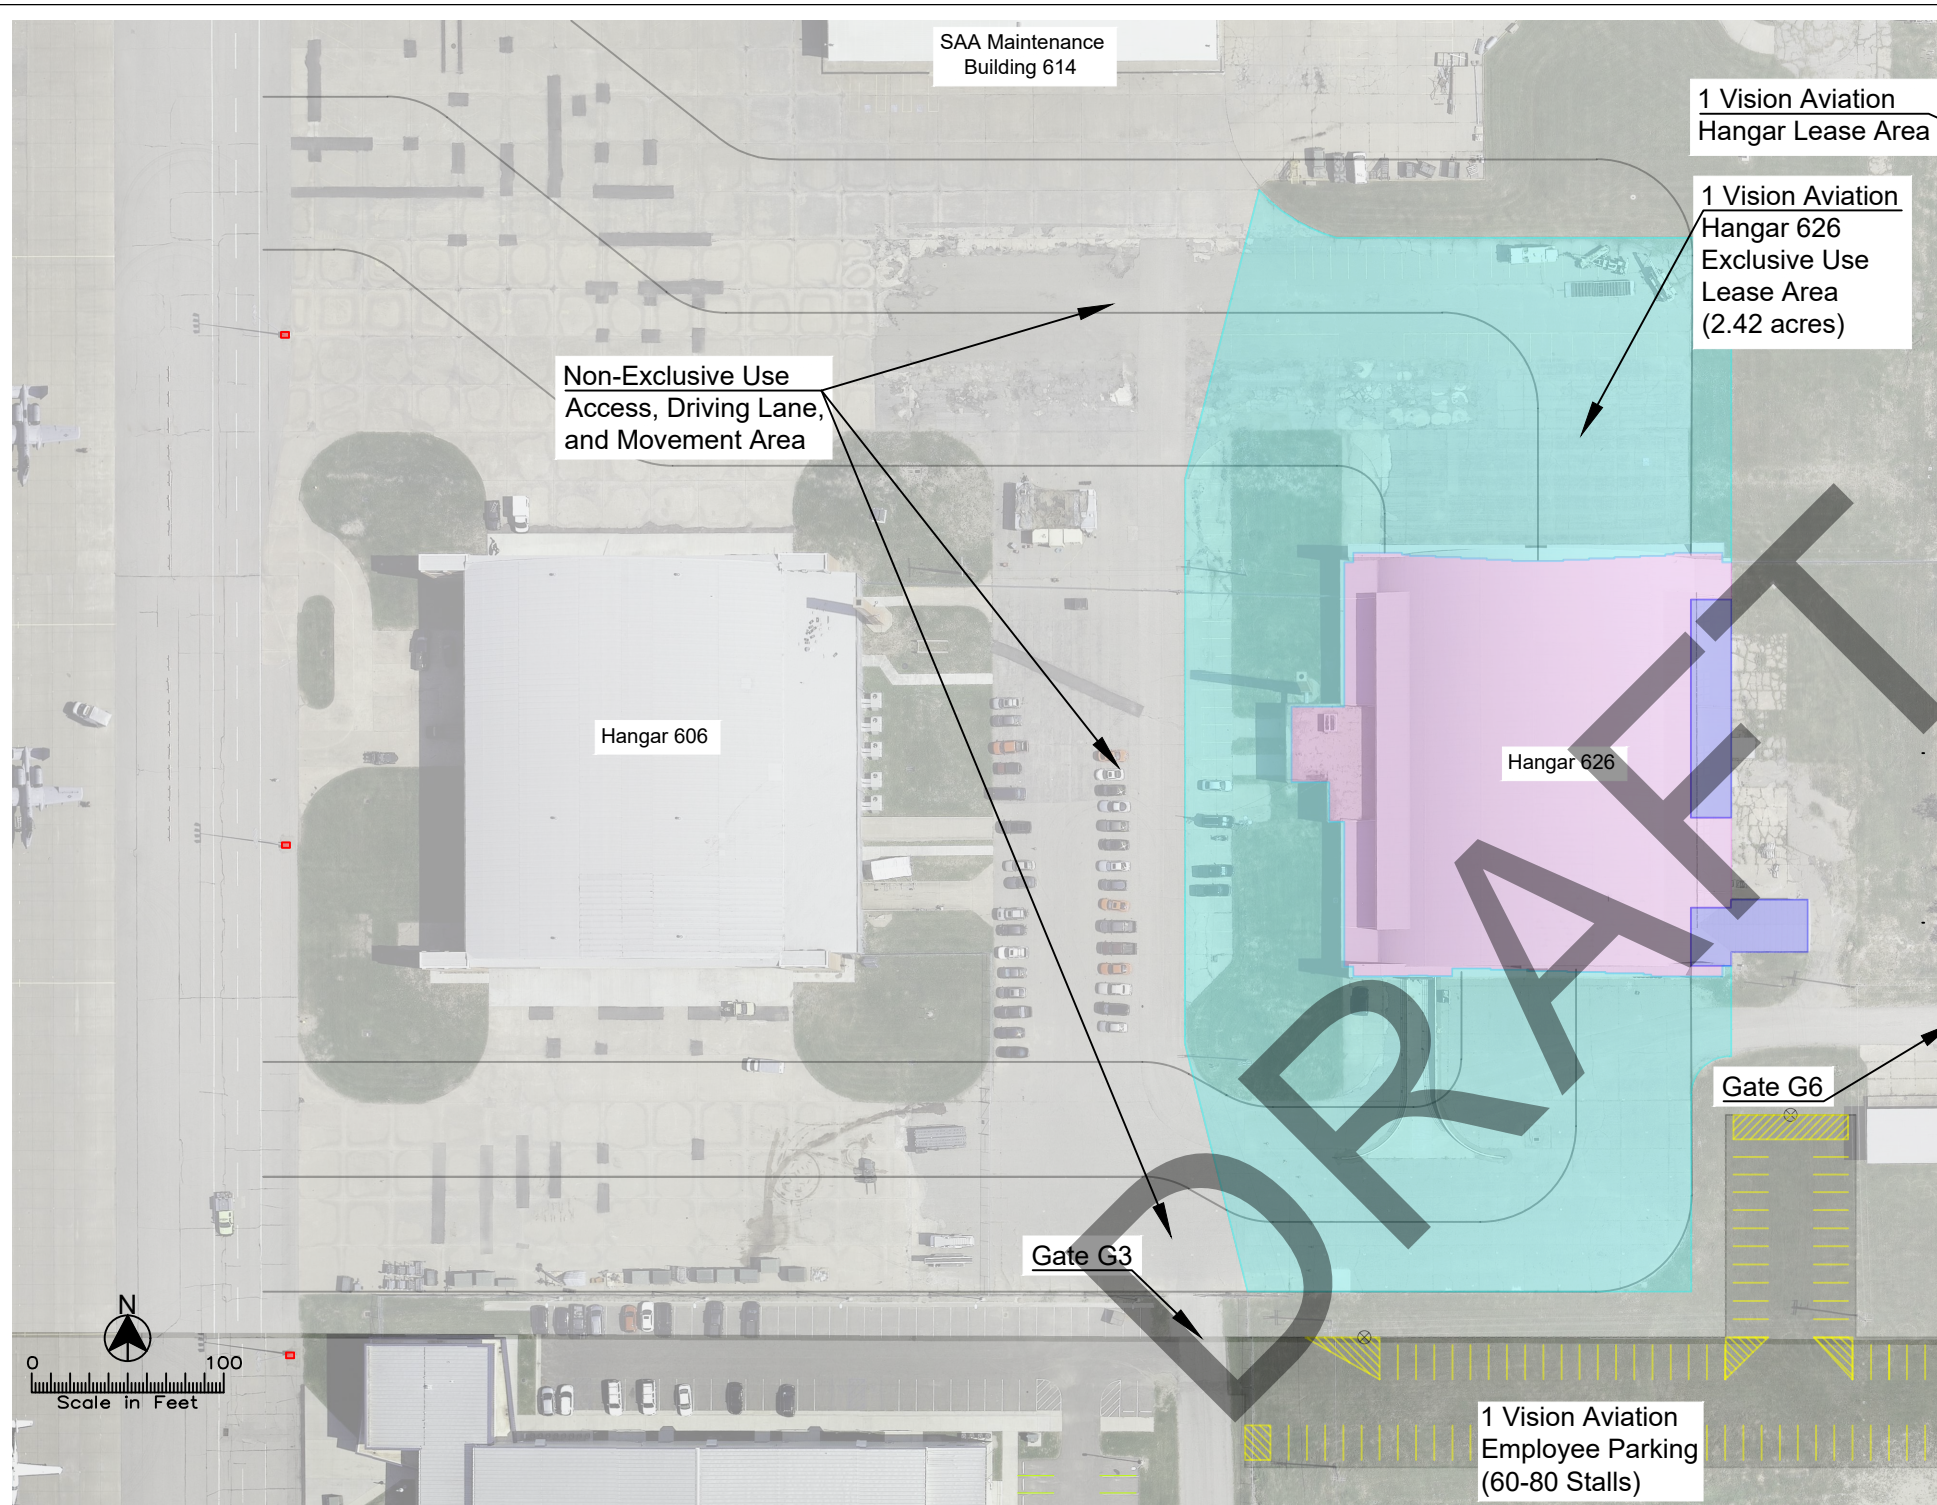 SAA Maintenance
Building 614
1 Vision Aviation
Hangar Lease Area
1 Vision Aviation
Hangar 626
Exclusive Use
Lease Area
(2.42 acres)
Non-Exclusive Use
Access, Driving Lane,
and Movement Area
Hangar 606
Hangar 626
Gate G6
Gate G3
1 Vision Aviation
Employee Parking
(60-80 Stalls)
N
0 100
Scale in Feet
DRAFT